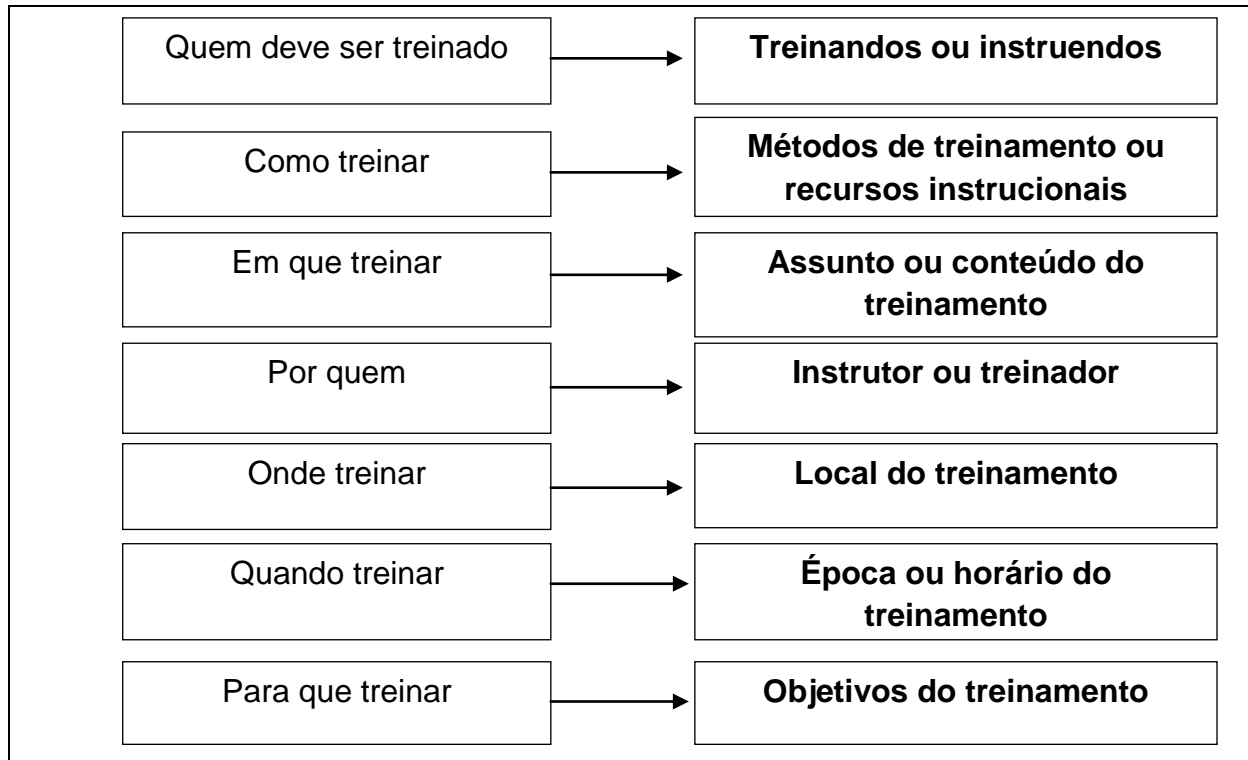 Quem deve ser treinado
Treinandos ou instruendos
Como treinar
Métodos de treinamento ou
recursos instrucionais
Em que treinar
Assunto ou conteúdo do
treinamento
Por quem
Instrutor ou treinador
Onde treinar
Local do treinamento
Quando treinar
Época ou horário do
treinamento
Para que treinar
Objetivos do treinamento